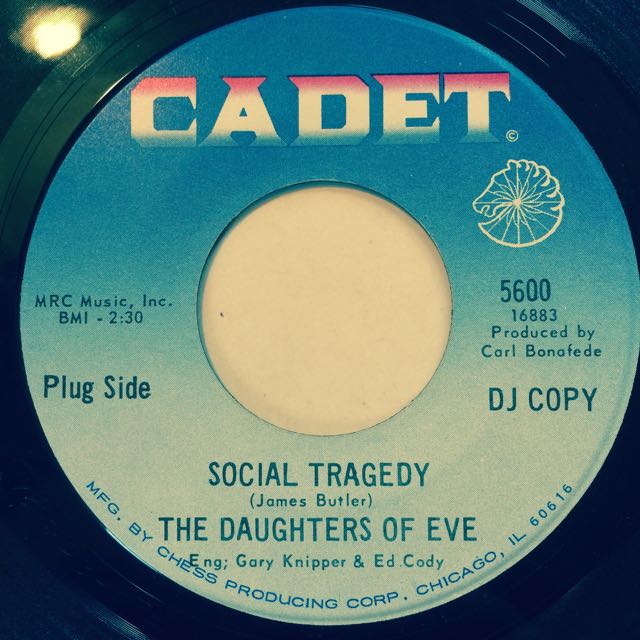 CADET
©
MRC Music, Inc.
BMI - 2:30
5600
16883
Produced by
Carl Bonafede
Plug Side
DJ COPY
SOCIAL TRAGEDY
(James Butler)
THE DAUGHTERS OF EVE
Eng; Gary Knipper & Ed Cody
MFG. BY CHESS PRODUCING CORP. CHICAGO, IL 60616